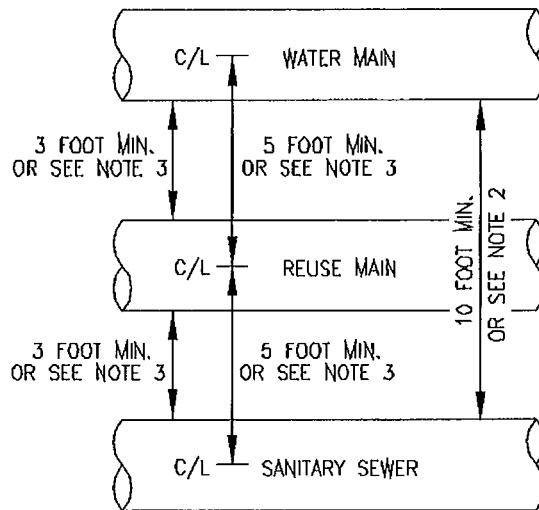 C/L WATER MAIN
3 FOOT MIN.
OR SEE NOTE 3
5 FOOT MIN.
OR SEE NOTE 3
C/L REUSE MAIN
10 FOOT MIN.
OR SEE NOTE 2
3 FOOT MIN.
OR SEE NOTE 3
5 FOOT MIN.
OR SEE NOTE 3
C/L SANITARY SEWER